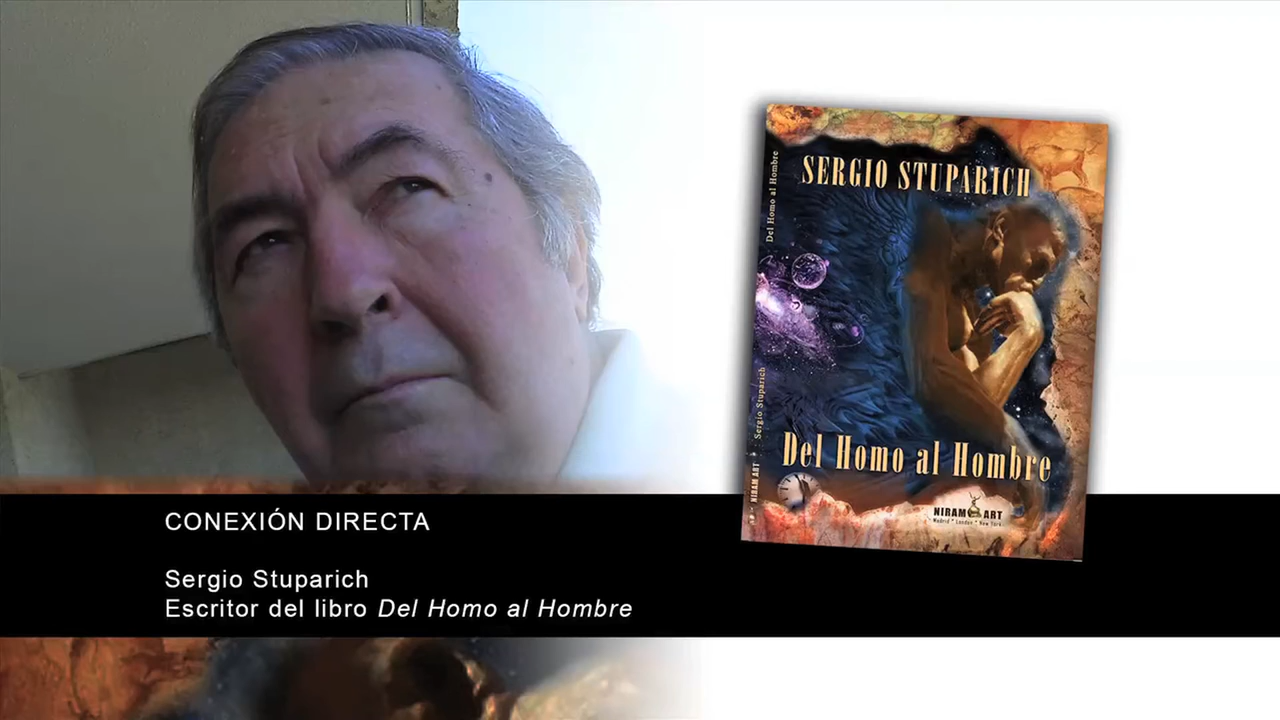 SERGIO STUPARICH
Del Homo al Hombre
Sergio Stuparich
NIRAM ART
Del Homo al Hombre
NIRAM ART
Madrid * London * New York
CONEXIÓN DIRECTA
Sergio Stuparich
Escritor del libro Del Homo al Hombre